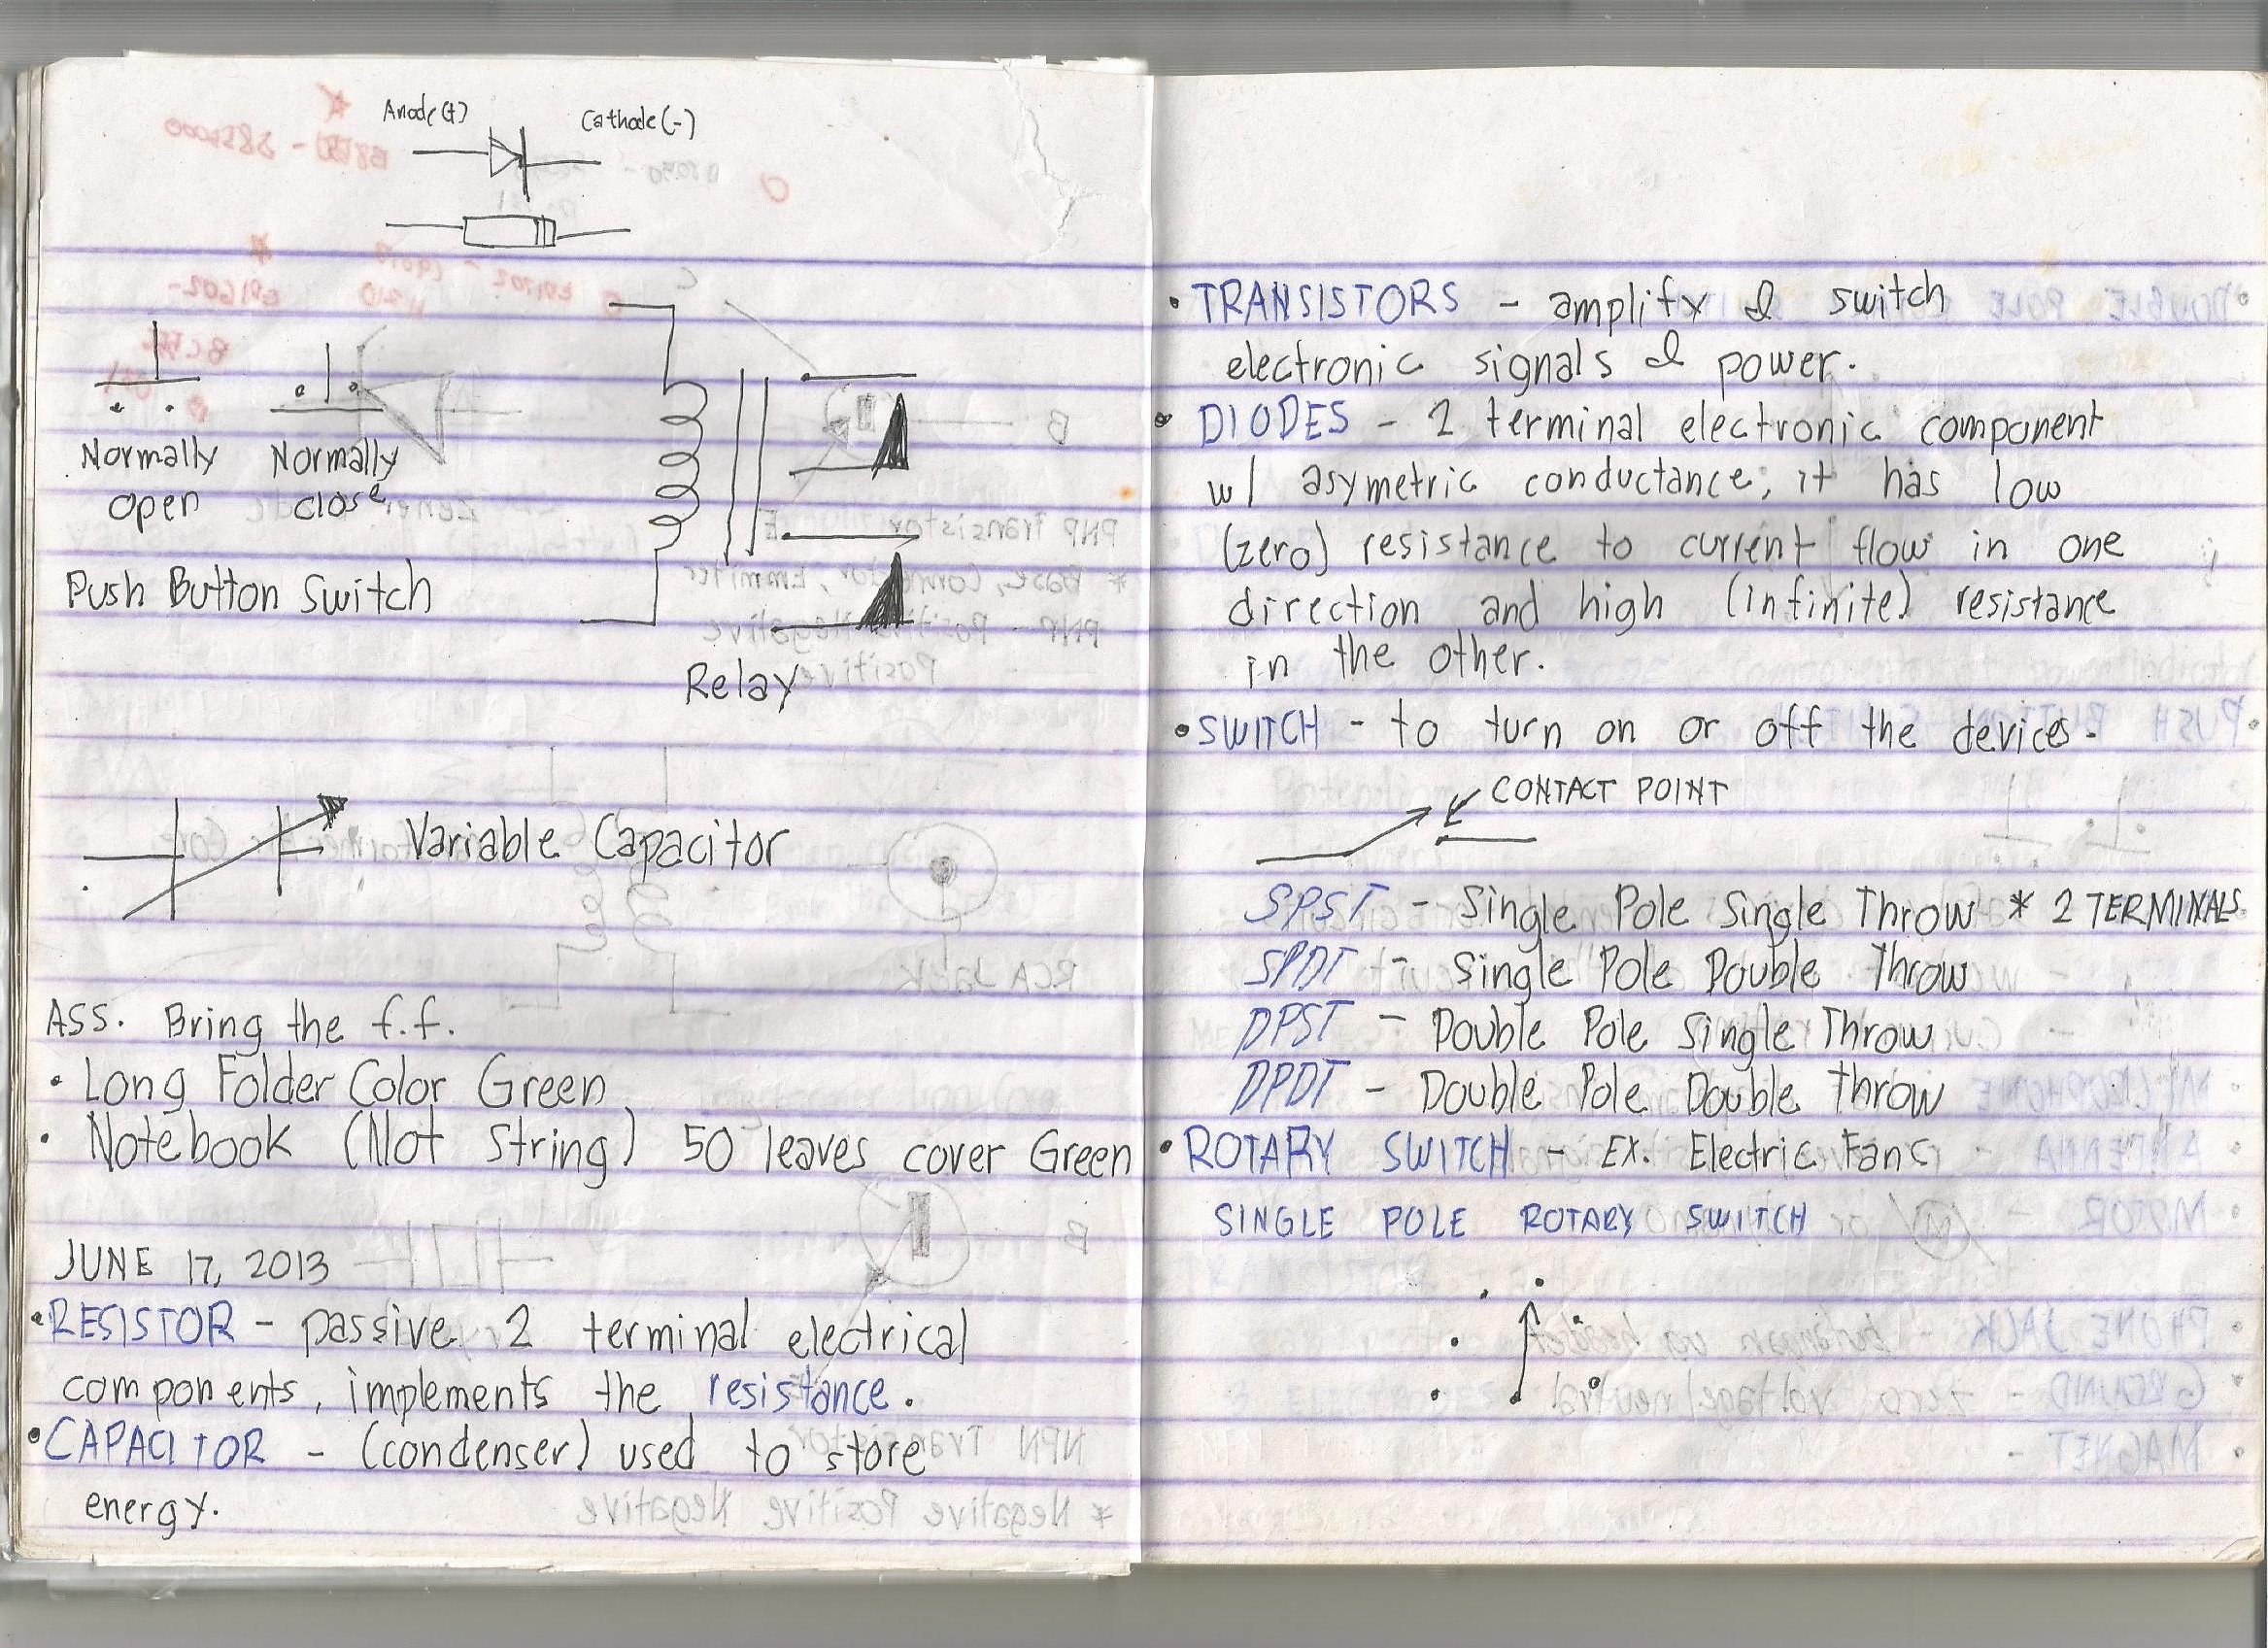 Anode(+) Cathode(-)
Normally open
Normally close
Push Button Switch
Relay
Variable Capacitor
ASS. Bring the f.f.
• Long Folder Color Green
• Notebook (Not String) 50 leaves cover Green
JUNE 17, 2013
• RESISTOR - passive 2 terminal electrical
components, implements the resistance.
• CAPACITOR - (condenser) used to store
energy.
• TRANSISTORS - amplify & switch
electronic signals & power.
• DIODES - 2 terminal electronic component
w/ asymetric conductance; it has low
(zero) resistance to current flow in one
direction and high (infinite) resistance
in the other.
• SWITCH - to turn on or off the devices.
CONTACT POINT
SPST - Single Pole Single Throw * 2 TERMINALS
SPDT - Single Pole Double Throw
DPST - Double Pole Single Throw
DPDT - Double Pole Double Throw
• ROTARY SWITCH - EX. Electric Fans
SINGLE POLE ROTARY SWITCH